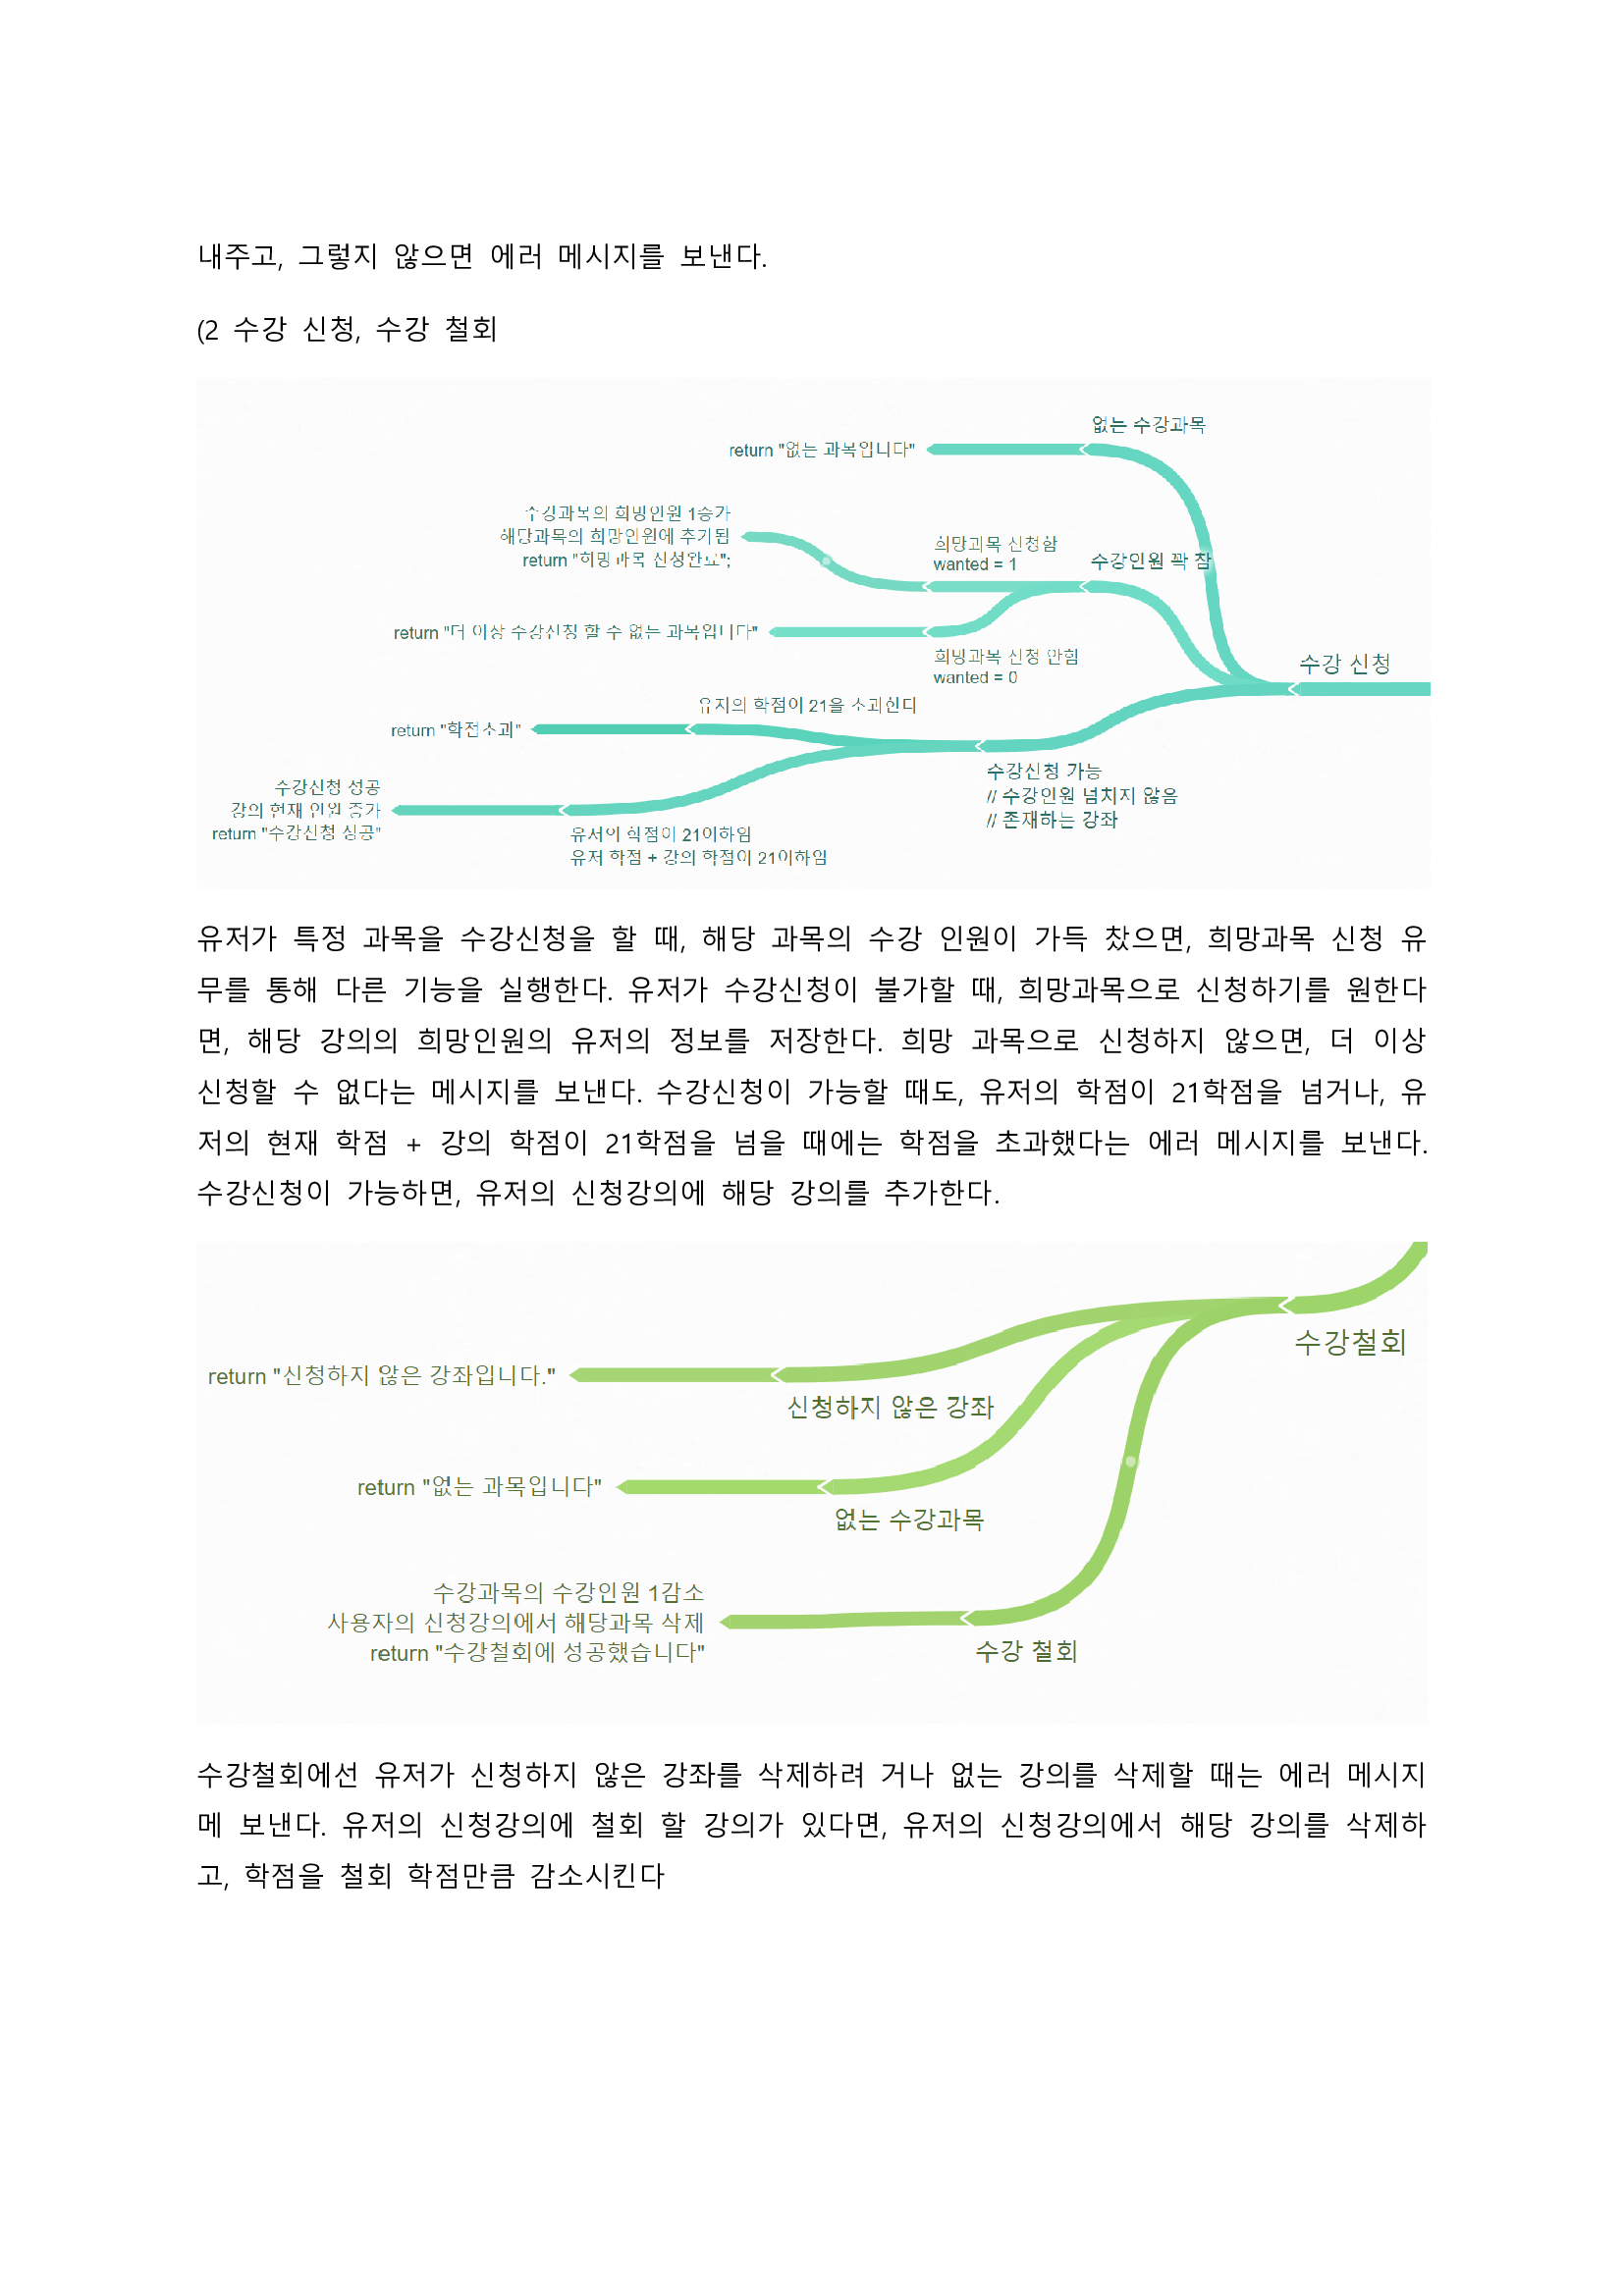 내주고, 그렇지 않으면 에러 메시지를 보낸다.
(2 수강 신청, 수강 철회
없는 수강과목
return "없는 과목입니다"
수강과목의 희망인원 1증가
해당과목의 희망인원에 추가됨
return "희망과목 신청완료";
희망과목 신청함
wanted = 1
수강인원 꽉 참
return "더 이상 수강신청 할 수 없는 과목입니다"
희망과목 신청 안함
wanted = 0
수강 신청
유저의 학점이 21을 초과한다
return "학점초과"
수강신청 가능
// 수강인원 넘치지 않음
// 존재하는 강좌
수강신청 성공
강의 현재 인원 증가
return "수강신청 성공"
유저의 학점이 21이하임
유저 학점 + 강의 학점이 21이하임
유저가 특정 과목을 수강신청을 할 때, 해당 과목의 수강 인원이 가득 찼으면, 희망과목 신청 유
무를 통해 다른 기능을 실행한다. 유저가 수강신청이 불가할 때, 희망과목으로 신청하기를 원한다
면, 해당 강의의 희망인원의 유저의 정보를 저장한다. 희망 과목으로 신청하지 않으면, 더 이상
신청할 수 없다는 메시지를 보낸다. 수강신청이 가능할 때도, 유저의 학점이 21학점을 넘거나, 유
저의 현재 학점 + 강의 학점이 21학점을 넘을 때에는 학점을 초과했다는 에러 메시지를 보낸다.
수강신청이 가능하면, 유저의 신청강의에 해당 강의를 추가한다.
수강철회
return "신청하지 않은 강좌입니다."
신청하지 않은 강좌
return "없는 과목입니다"
없는 수강과목
수강과목의 수강인원 1감소
사용자의 신청강의에서 해당과목 삭제
return "수강철회에 성공했습니다"
수강 철회
수강철회에선 유저가 신청하지 않은 강좌를 삭제하려 거나 없는 강의를 삭제할 때는 에러 메시지
메 보낸다. 유저의 신청강의에 철회 할 강의가 있다면, 유저의 신청강의에서 해당 강의를 삭제하
고, 학점을 철회 학점만큼 감소시킨다